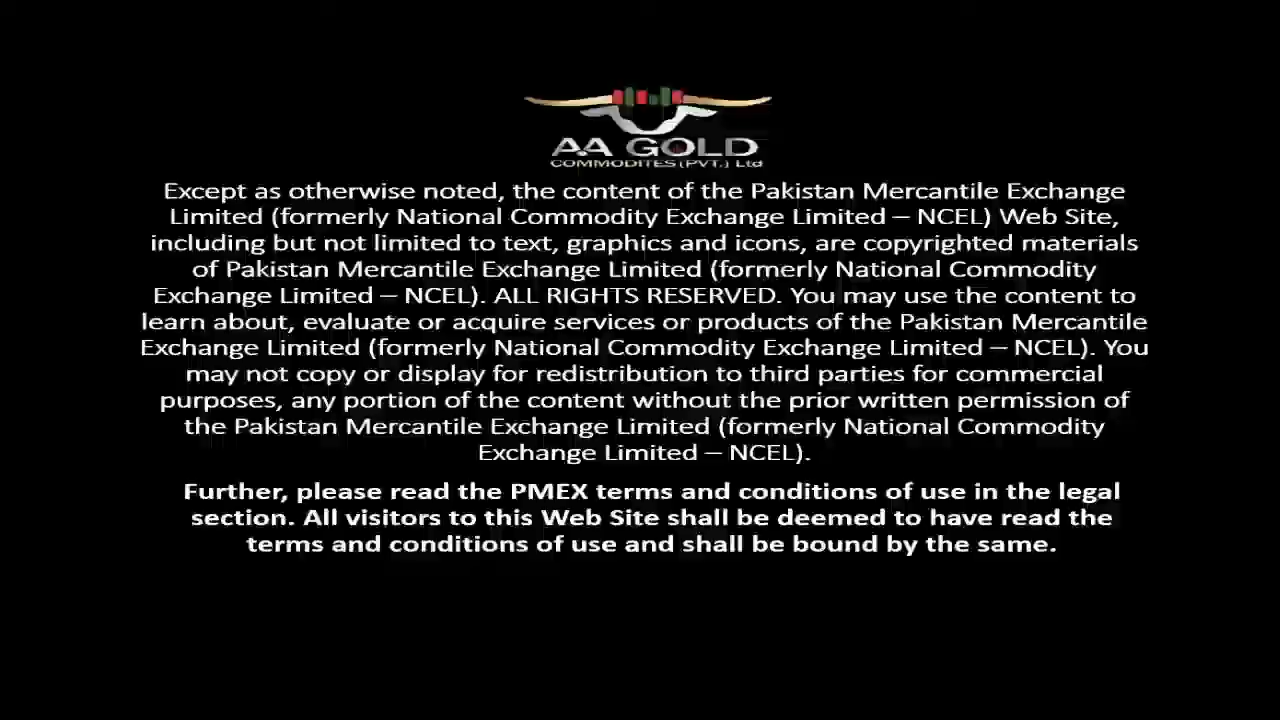 AA GOLD
COMMODITES (PVT.) Ltd
Except as otherwise noted, the content of the Pakistan Mercantile Exchange
Limited (formerly National Commodity Exchange Limited – NCEL) Web Site,
including but not limited to text, graphics and icons, are copyrighted materials
of Pakistan Mercantile Exchange Limited (formerly National Commodity
Exchange Limited – NCEL). ALL RIGHTS RESERVED. You may use the content to
learn about, evaluate or acquire services or products of the Pakistan Mercantile
Exchange Limited (formerly National Commodity Exchange Limited – NCEL). You
may not copy or display for redistribution to third parties for commercial
purposes, any portion of the content without the prior written permission of
the Pakistan Mercantile Exchange Limited (formerly National Commodity
Exchange Limited – NCEL).
Further, please read the PMEX terms and conditions of use in the legal
section. All visitors to this Web Site shall be deemed to have read the
terms and conditions of use and shall be bound by the same.